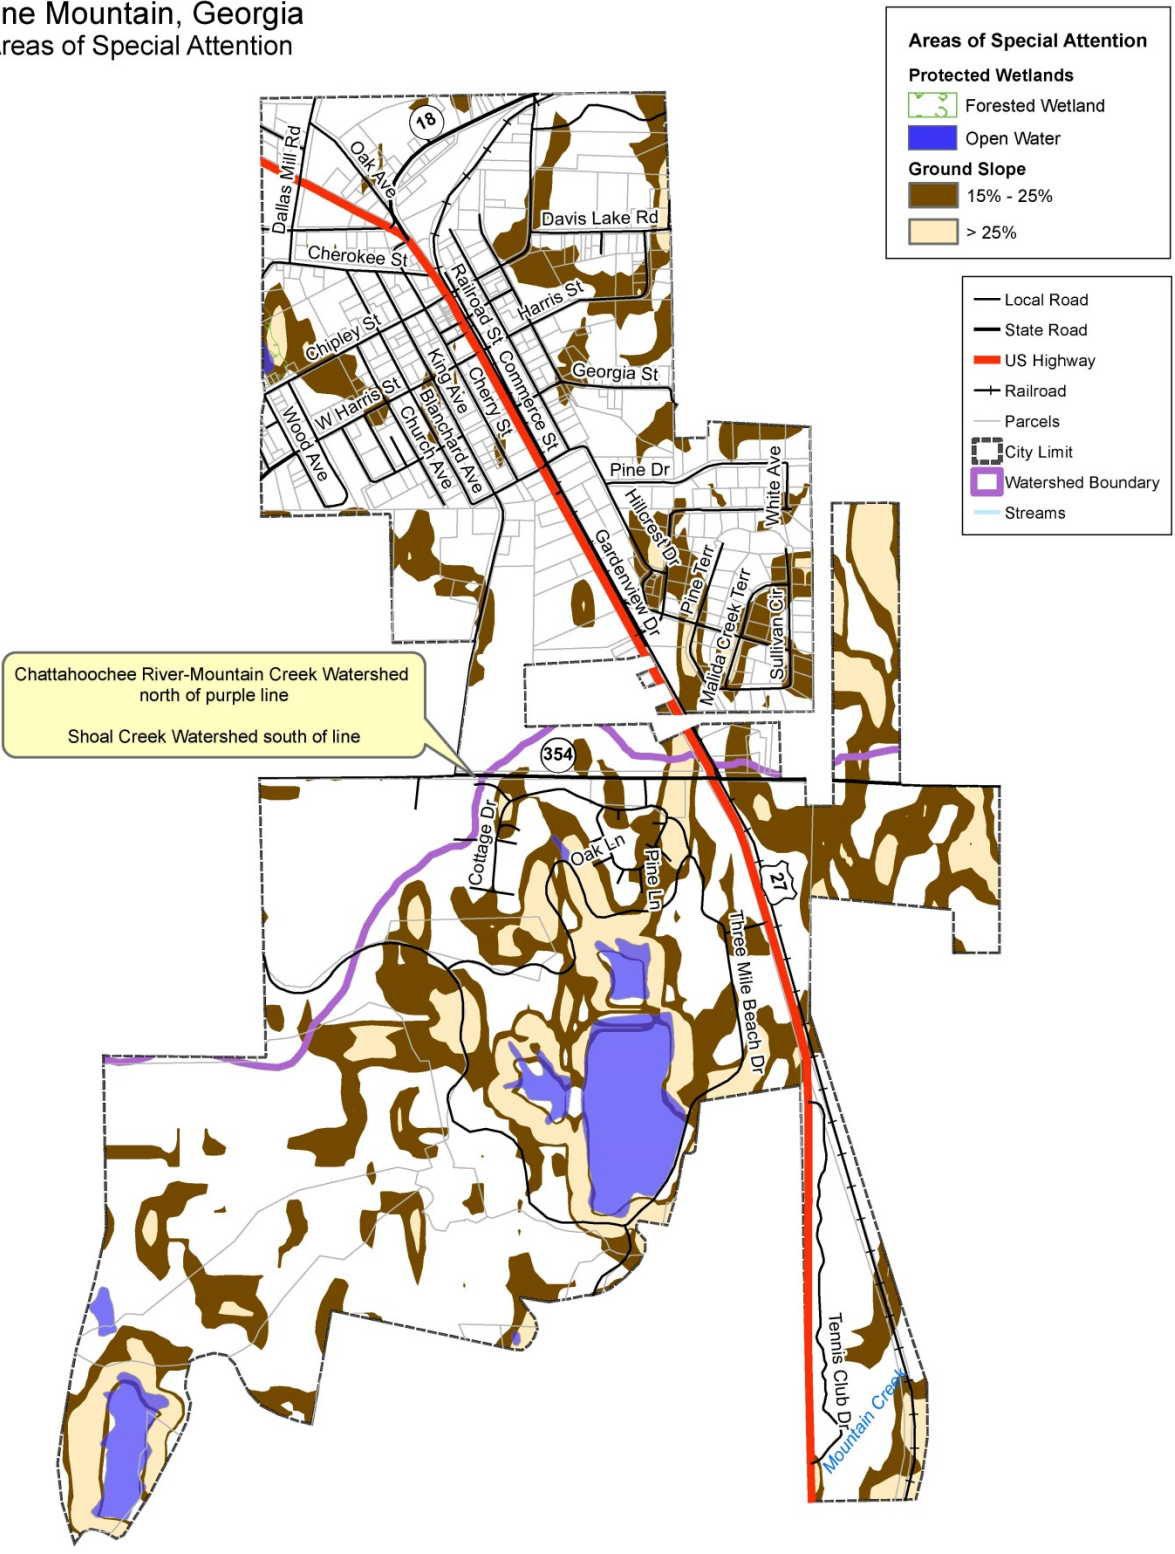 ne Mountain, Georgia
reas of Special Attention
Areas of Special Attention
Protected Wetlands
Forested Wetland
Open Water
Ground Slope
15% - 25%
> 25%
Local Road
State Road
US Highway
Railroad
Parcels
City Limit
Watershed Boundary
Streams
18
Dallas Mill Rd
Oak Ave
Davis Lake Rd
Cherokee St
Railroad St
Harris St
Chipley St
Commerce St
Georgia St
King Ave
Cherry St
W Harris St
Blanchard Ave
Church Ave
Wood Ave
Pine Dr
White Ave
Hillcrest Dr
Gardenview Dr
Pine Terr
Malida Creek Terr
Sullivan Cir
Chattahoochee River-Mountain Creek Watershed
north of purple line
Shoal Creek Watershed south of line
354
Cottage Dr
Oak Ln
Pine Ln
27
Three Mile Beach Dr
Tennis Club Dr
Mountain Creek